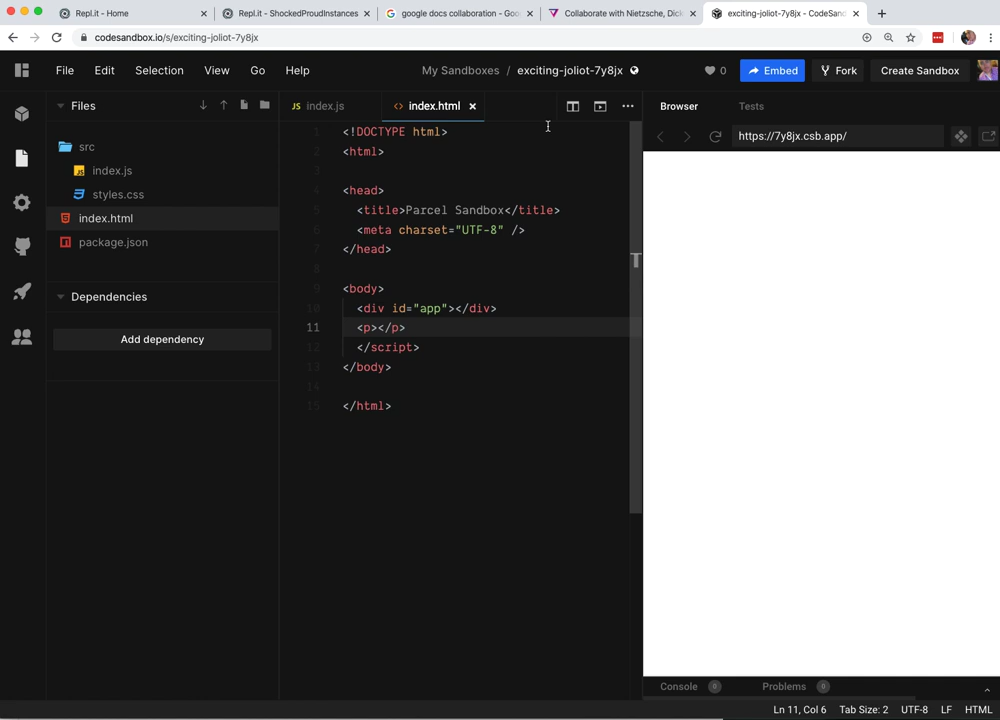 Repl.it - Home
Repl.it - ShockedProudInstances
google docs collaboration - Goo
Collaborate with Nietzsche, Dick
exciting-joliot-7y8jx - CodeSand
codesandbox.io/s/exciting-joliot-7y8jx
File Edit Selection View Go Help
My Sandboxes / exciting-joliot-7y8jx
0
Embed
Fork
Create Sandbox
Files
src
index.js
styles.css
index.html
package.json
Dependencies
Add dependency
JS index.js
<> index.html
1 <!DOCTYPE html>
2 <html>
3
4 <head>
5 <title>Parcel Sandbox</title>
6 <meta charset="UTF-8" />
7 </head>
8
9 <body>
10 <div id="app"></div>
11 <p></p>
12 </script>
13 </body>
14
15 </html>
Browser Tests
https://7y8jx.csb.app/
Console 0 Problems 0
Ln 11, Col 6 Tab Size: 2 UTF-8 LF HTML